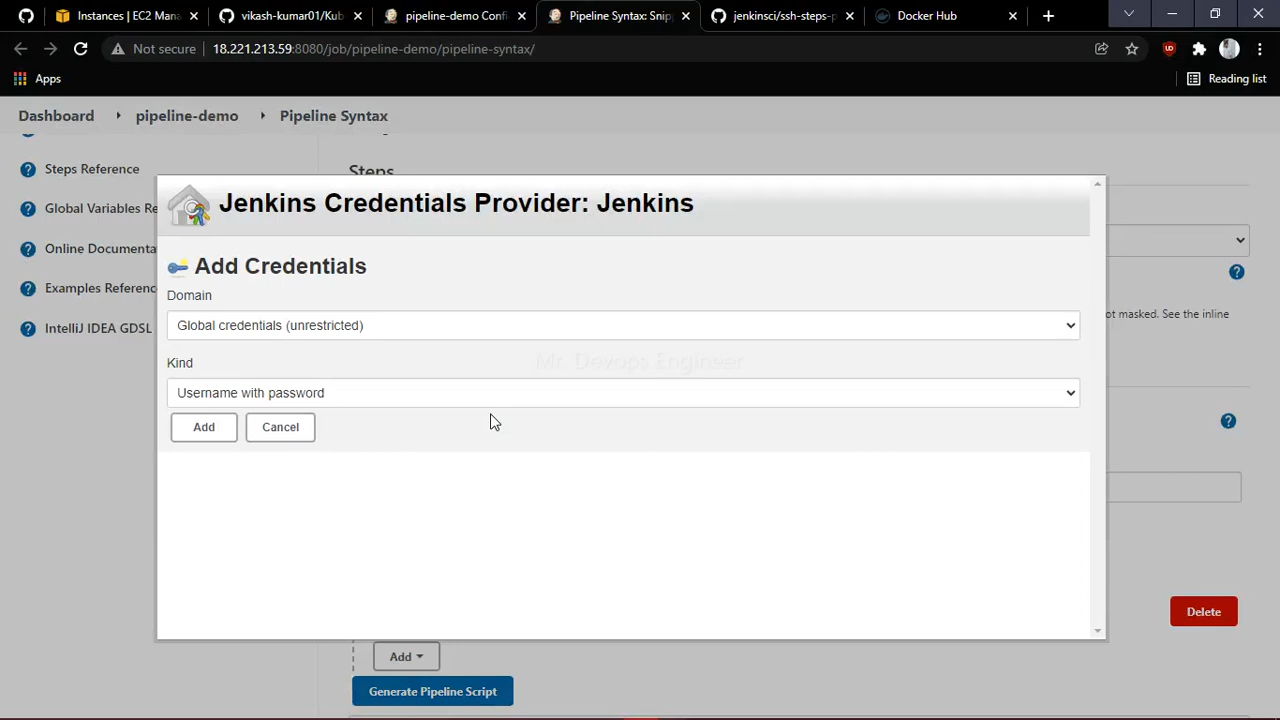 Instances | EC2 Man
vikash-kumar01/Kub
pipeline-demo Confi
Pipeline Syntax: Snip
jenkinsci/ssh-steps-p
Docker Hub
Not secure
18.221.213.59:8080/job/pipeline-demo/pipeline-syntax/
Apps
Reading list
Dashboard
pipeline-demo
Pipeline Syntax
Steps Reference
Global Variables Re
Online Documenta
Examples Referenc
IntelliJ IDEA GDSL
Steps
Jenkins Credentials Provider: Jenkins
Add Credentials
Domain
Global credentials (unrestricted)
Kind
Mr. Devops Engineer
Username with password
Add
Cancel
ot masked. See the inline
Delete
Add
Generate Pipeline Script